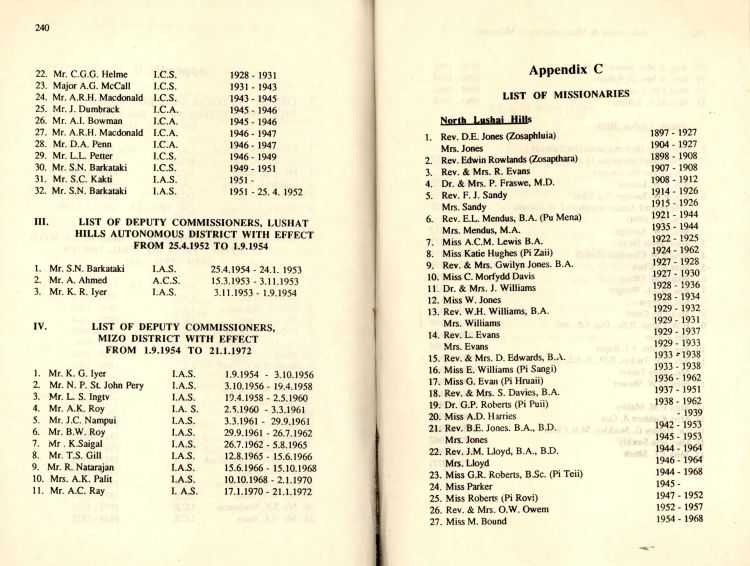 240
22. Mr. C.G.G. Helme I.C.S. 1928 - 1931
23. Major A.G. McCall I.C.S. 1931 - 1943
24. Mr. A.R.H. Macdonald I.C.S. 1943 - 1945
25. Mr. J. Dumbrack I.C.A. 1945 - 1946
26. Mr. A.I. Bowman I.C.A. 1945 - 1946
27. Mr. A.R.H. Macdonald I.C.A. 1946 - 1947
28. Mr. D.A. Penn I.C.A. 1946 - 1947
29. Mr. L.L. Petter I.C.S. 1946 - 1949
30. Mr. S.N. Barkataki I.C.S. 1949 - 1951
31. Mr. S.C. Kakti I.A.S. 1951 -
32. Mr. S.N. Barkataki I.A.S. 1951 - 25. 4. 1952
III. LIST OF DEPUTY COMMISSIONERS, LUSHAT
HILLS AUTONOMOUS DISTRICT WITH EFFECT
FROM 25.4.1952 TO 1.9.1954
1. Mr. S.N. Barkataki I.A.S. 25.4.1954 - 24.1. 1953
2. Mr. A. Ahmed A.C.S. 15.3.1953 - 3.11.1953
3. Mr. K. R. Iyer I.A.S. 3.11.1953 - 1.9.1954
IV. LIST OF DEPUTY COMMISSIONERS,
MIZO DISTRICT WITH EFFECT
FROM 1.9.1954 TO 21.1.1972
1. Mr. K. G. Iyer I.A.S. 1.9.1954 - 3.10.1956
2. Mr. N. P. St. John Pery I.A.S. 3.10.1956 - 19.4.1958
3. Mr. L. S. Ingtv I.A.S. 19.4.1958 - 2.5.1960
4. Mr. A.K. Roy I.A. S. 2.5.1960 - 3.3.1961
5. Mr. J.C. Nampui I.A.S. 3.3.1961 - 29.9.1961
6. Mr. B.W. Roy I.A.S. 29.9.1961 - 26.7.1962
7. Mr . K.Saigal I.A.S. 26.7.1962 - 5.8.1965
8. Mr. T.S. Gill I.A.S. 12.8.1965 - 15.6.1966
9. Mr. R. Natarajan I.A.S. 15.6.1966 - 15.10.1968
10. Mrs. A.K. Palit I.A.S. 10.10.1968 - 2.1.1970
11. Mr. A.C. Ray I. A.S. 17.1.1970 - 21.1.1972
Appendix C
LIST OF MISSIONARIES
North Lushai Hills
1. Rev. D.E. Jones (Zosaphluia) 1897 - 1927
Mrs. Jones 1904 - 1927
2. Rev. Edwin Rowlands (Zosapthara) 1898 - 1908
3. Rev. & Mrs. R. Evans 1907 - 1908
4. Dr. & Mrs. P. Fraswe, M.D. 1908 - 1912
5. Rev. F. J. Sandy 1914 - 1926
Mrs. Sandy 1915 - 1926
6. Rev. E.L. Mendus, B.A. (Pu Mena) 1921 - 1944
Mrs. Mendus, M.A. 1935 - 1944
7. Miss A.C.M. Lewis B.A. 1922 - 1925
8. Miss Katie Hughes (Pi Zaii) 1924 - 1962
9. Rev. & Mrs. Gwilyn Jones. B.A. 1927 - 1928
10. Miss C. Morfydd Davis 1927 - 1930
11. Dr. & Mrs. J. Williams 1928 - 1936
12. Miss W. Jones 1928 - 1934
13. Rev. W.H. Williams, B.A. 1929 - 1932
Mrs. Williams 1929 - 1931
14. Rev. L. Evans 1929 - 1937
Mrs. Evans 1929 - 1933
15. Rev. & Mrs. D. Edwards, B.A. 1933 - 1938
16. Miss E. Williams (Pi Sangi) 1933 - 1938
17. Miss G. Evan (Pi Hruaii) 1936 - 1962
18. Rev. & Mrs. S. Davies, B.A. 1937 - 1951
19. Dr. G.P. Roberts (Pi Puii) 1938 - 1962
20. Miss A.D. Harries - 1939
21. Rev. B.E. Jones. B.A., B.D. 1942 - 1953
Mrs. Jones 1945 - 1953
22. Rev. J.M. Lloyd, B.A., B.D. 1944 - 1964
Mrs. Lloyd 1946 - 1964
23. Miss G.R. Roberts, B.Sc. (Pi Teii) 1944 - 1968
24. Miss Parker 1945 -
25. Miss Roberts (Pi Rovi) 1947 - 1952
26. Rev. & Mrs. O.W. Owem 1952 - 1957
27. Miss M. Bound 1954 - 1968